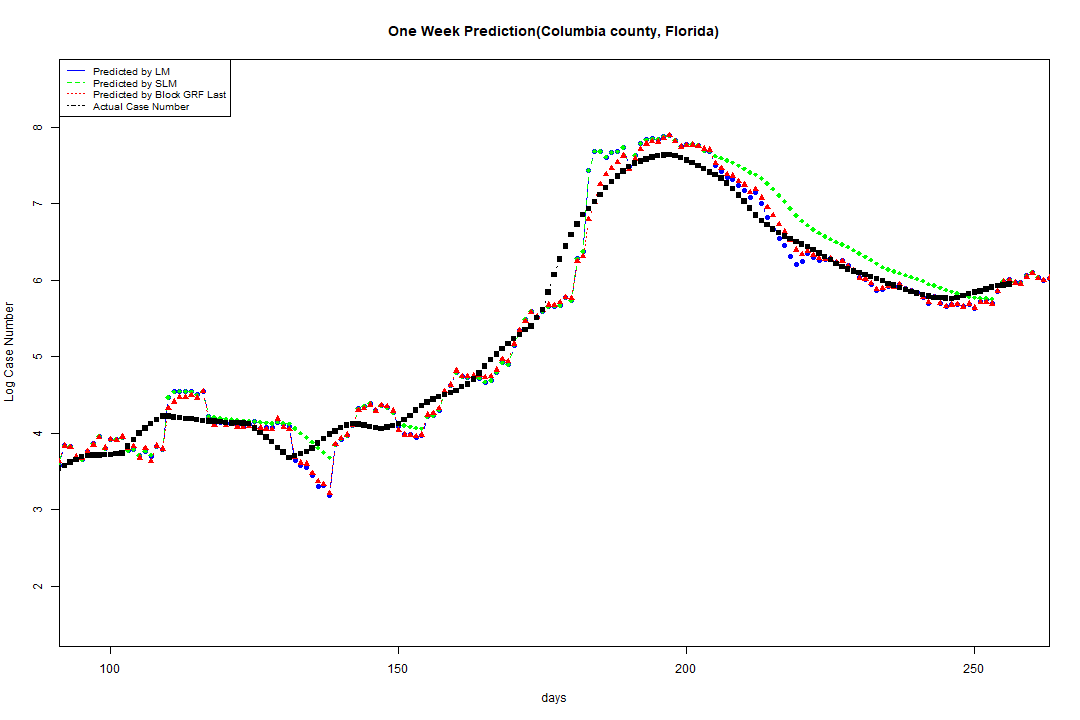 One Week Prediction(Columbia county, Florida)
Predicted by LM
Predicted by SLM
Predicted by Block GRF Last
Actual Case Number
8
7
6
5
4
3
2
Log Case Number
100 150 200 250
days